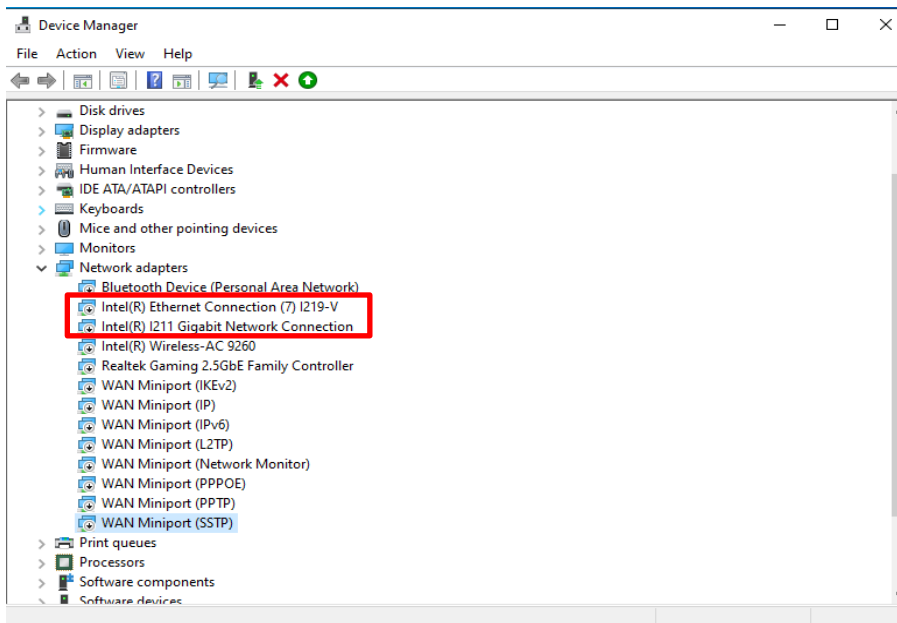 Device Manager
File Action View Help
Disk drives
Display adapters
Firmware
Human Interface Devices
IDE ATA/ATAPI controllers
Keyboards
Mice and other pointing devices
Monitors
Network adapters
Bluetooth Device (Personal Area Network)
Intel(R) Ethernet Connection (7) I219-V
Intel(R) I211 Gigabit Network Connection
Intel(R) Wireless-AC 9260
Realtek Gaming 2.5GbE Family Controller
WAN Miniport (IKEv2)
WAN Miniport (IP)
WAN Miniport (IPv6)
WAN Miniport (L2TP)
WAN Miniport (Network Monitor)
WAN Miniport (PPPOE)
WAN Miniport (PPTP)
WAN Miniport (SSTP)
Print queues
Processors
Software components
Software devices